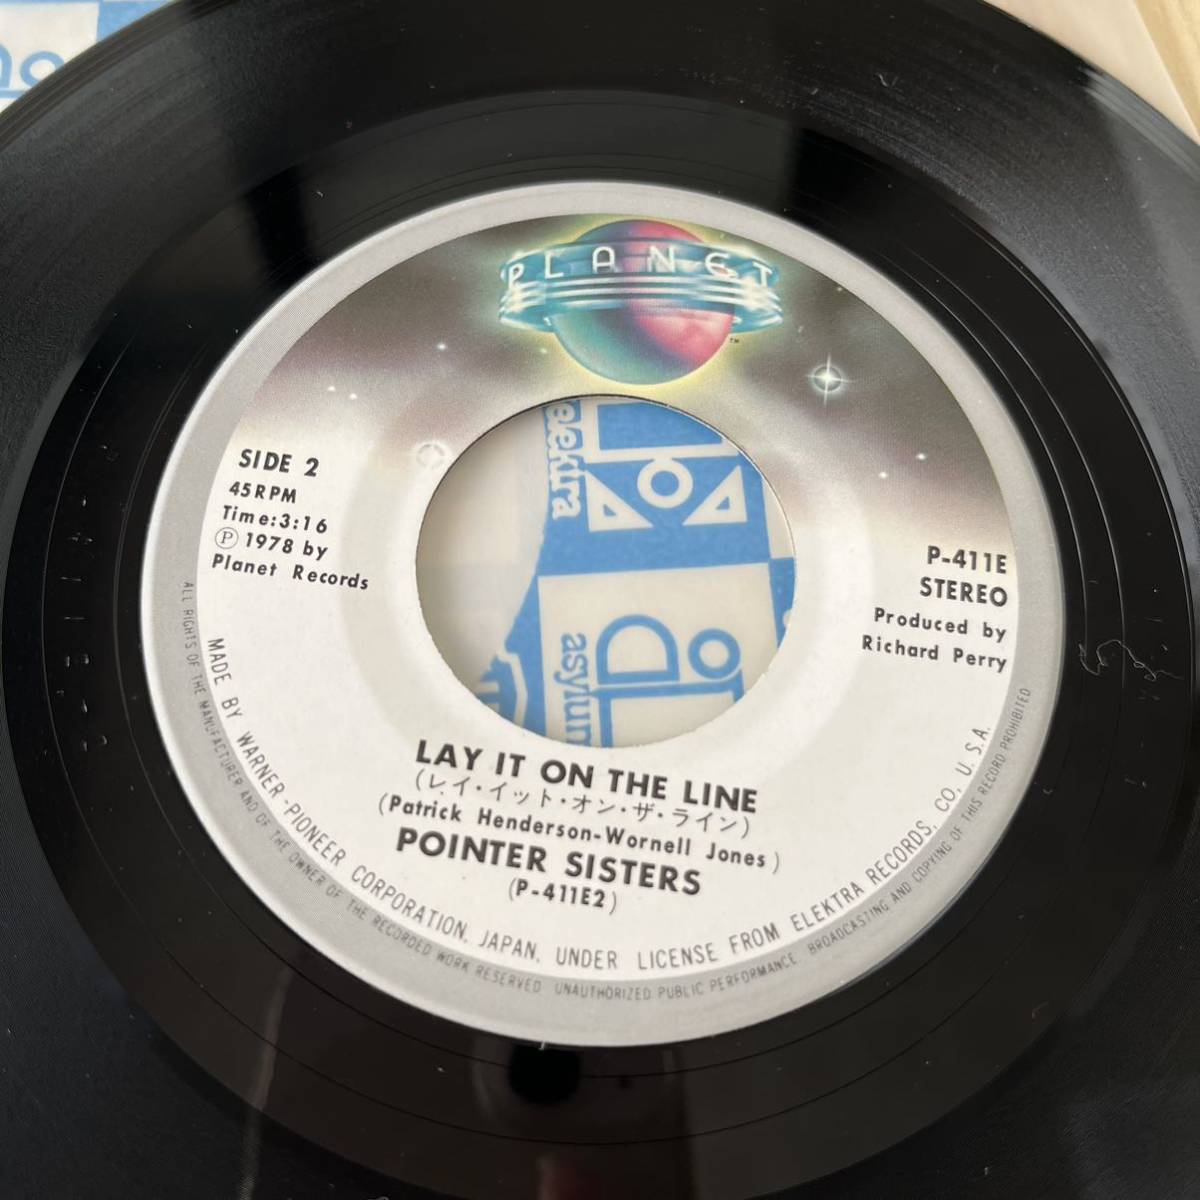 PLANET
™
SIDE 2
45RPM
Time:3:16
Ⓟ 1978 by
Planet Records
P-411E
STEREO
Produced by
Richard Perry
elektra
asylum
LAY IT ON THE LINE
(レイ・イット・オン・ザ・ライン)
(Patrick Henderson-Wornell Jones)
POINTER SISTERS
(P-411E2)
MADE BY WARNER-PIONEER CORPORATION, JAPAN, UNDER LICENSE FROM ELEKTRA RECORDS, CO, U.S.A.
ALL RIGHTS OF THE MANUFACTURER AND OF THE OWNER OF THE RECORDED WORK RESERVED UNAUTHORIZED PUBLIC PERFORMANCE BROADCASTING AND COPYING OF THIS RECORD PROHIBITED